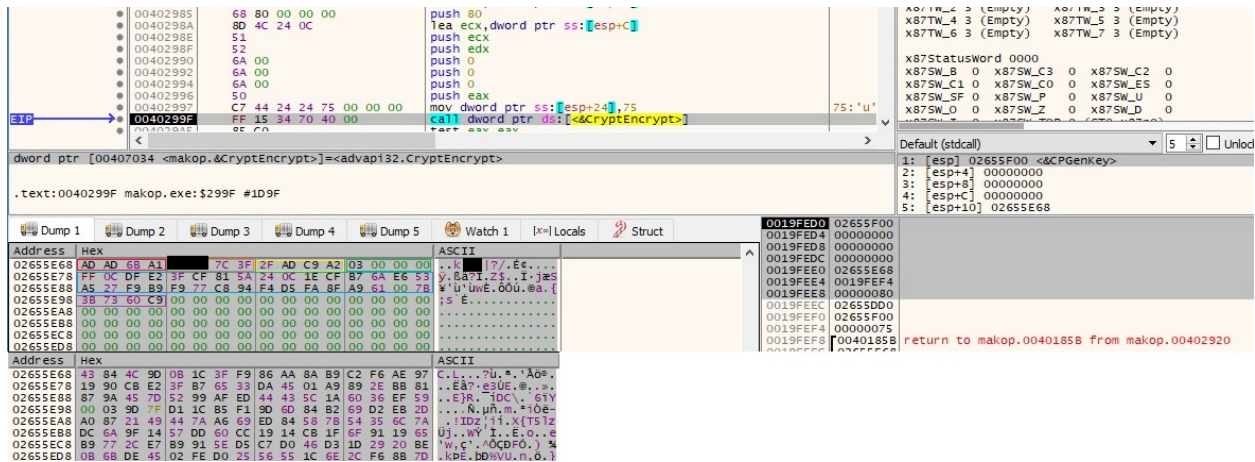 00402985 68 80 00 00 00 push 80
0040298A 8D 4C 24 0C lea ecx,dword ptr ss:[esp+C]
0040298E 51 push ecx
0040298F 52 push edx
00402990 6A 00 push 0
00402992 6A 00 push 0
00402994 6A 00 push 0
00402996 50 push eax
00402997 C7 44 24 24 75 00 00 00 mov dword ptr ss:[esp+24],75 75:'u'
EIP 0040299F FF 15 34 70 40 00 call dword ptr ds:[<&CryptEncrypt>]
x87TW_4 3 (Empty) x87TW_5 3 (Empty)
x87TW_6 3 (Empty) x87TW_7 3 (Empty)
x87StatusWord 0000
x87SW_B 0 x87SW_C3 0 x87SW_C2 0
x87SW_C1 0 x87SW_C0 0 x87SW_ES 0
x87SW_SF 0 x87SW_P 0 x87SW_U 0
x87SW_O 0 x87SW_Z 0 x87SW_D 0
dword ptr [00407034 <makop.&CryptEncrypt>]=<advapi32.CryptEncrypt>
.text:0040299F makop.exe:$299F #1D9F
Default (stdcall) 5 Unlock
1: [esp] 02655F00 <&CPGenKey>
2: [esp+4] 00000000
3: [esp+8] 00000000
4: [esp+C] 00000000
5: [esp+10] 02655E68
Dump 1 Dump 2 Dump 3 Dump 4 Dump 5 Watch 1 [x=] Locals Struct
Address Hex ASCII
02655E68 AD AD 6B A1 7C 3F 2F AD C9 A2 03 00 00 00
02655E78 FF 0C DF E2 3F CF 81 5A 24 0C 1E CF B7 6A E6 53
02655E88 A5 27 F9 B9 F9 77 C8 94 F4 D5 FA 8F A9 61 00 7B
02655E98 3B 73 60 C9 00 00 00 00 00 00 00 00 00 00 00 00
02655EA8 00 00 00 00 00 00 00 00 00 00 00 00 00 00 00 00
02655EB8 00 00 00 00 00 00 00 00 00 00 00 00 00 00 00 00
02655EC8 00 00 00 00 00 00 00 00 00 00 00 00 00 00 00 00
02655ED8 00 00 00 00 00 00 00 00 00 00 00 00 00 00 00 00
0019FED0 02655F00
0019FED4 00000000
0019FED8 00000000
0019FEDC 00000000
0019FEE0 02655E68
0019FEE4 0019FEF4
0019FEE8 00000080
0019FEEC 02655DD0
0019FEF0 02655F00
0019FEF4 00000075
0019FEF8 0040185B return to makop.0040185B from makop.00402920
Address Hex ASCII
02655E68 43 84 4C 9D 0B 1C 3F F9 86 AA 8A B9 C2 F6 AE 97
02655E78 19 90 CB E2 3F B7 65 33 DA 45 01 A9 89 2E BB 81
02655E88 87 9A 45 7D 52 99 AF ED 44 43 5C 1A 60 36 EF 59
02655E98 00 03 9D 7F D1 1C B5 F1 9D 6D 84 B2 69 D2 EB 2D
02655EA8 A0 87 21 49 44 7A A6 69 ED 84 58 7B 54 35 6C 7A
02655EB8 DC 6A 9F 14 57 DD 60 CC 19 14 CB 1F 6F 91 19 65
02655EC8 B9 77 2C E7 B9 91 5E D5 C7 D0 46 D3 1D 29 20 BE
02655ED8 0B 6B DE 45 02 FE D0 25 56 55 1C 6E 2C F6 8B 7D